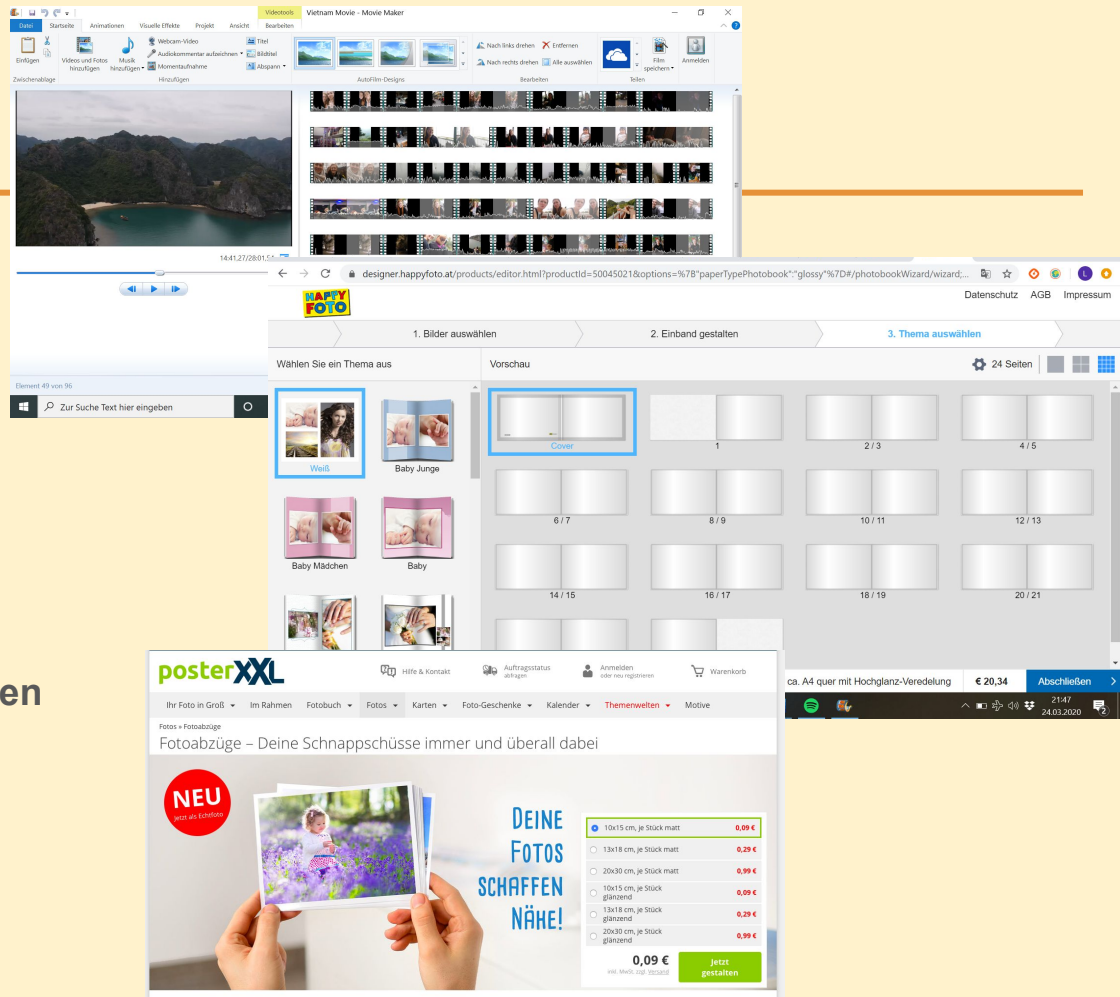 Videotools
Vietnam Movie - Movie Maker
Datei Startseite Animationen Visuelle Effekte Projekt Ansicht Bearbeiten
Einfügen
Videos und Fotos hinzufügen
Musik hinzufügen
Webcam-Video
Audiokommentar aufzeichnen
Momentaufnahme
Titel
Bildtitel
Abspann
Nach links drehen
Entfernen
Nach rechts drehen
Alle auswählen
Film speichern
Anmelden
Zwischenablage
Hinzufügen
AutoFilm-Designs
Bearbeiten
Teilen
14:41,27/28:01,54
Element 49 von 96
Zur Suche Text hier eingeben
designer.happyfoto.at/products/editor.html?productId=50045021&options=%7B"paperTypePhotobook":"glossy"%7D#/photobookWizard/wizard;...
L
HAPPY
FOTO
Datenschutz AGB Impressum
1. Bilder auswählen
2. Einband gestalten
3. Thema auswählen
Wählen Sie ein Thema aus
Vorschau
24 Seiten
Weiß
Baby Junge
Baby Mädchen
Baby
Cover
1
2 / 3
4 / 5
6 / 7
8 / 9
10 / 11
12 / 13
14 / 15
16 / 17
18 / 19
20 / 21
ca. A4 quer mit Hochglanz-Veredelung
€ 20,34
Abschließen
21:47
24.03.2020
2
en
posterXXL
Hilfe & Kontakt
Auftragsstatus
abfragen
Anmelden
oder neu registrieren
Warenkorb
Ihr Foto in Groß Im Rahmen Fotobuch Fotos Karten Foto-Geschenke Kalender Themenwelten Motive
Fotos » Fotoabzüge
Fotoabzüge – Deine Schnappschüsse immer und überall dabei
NEU
Jetzt als Echtfoto
DEINE
FOTOS
SCHAFFEN
NÄHE!
10x15 cm, je Stück matt 0,09 €
13x18 cm, je Stück matt 0,29 €
20x30 cm, je Stück matt 0,99 €
10x15 cm, je Stück glänzend 0,09 €
13x18 cm, je Stück glänzend 0,29 €
20x30 cm, je Stück glänzend 0,99 €
0,09 €
inkl. MwSt. zzgl. Versand
Jetzt
gestalten